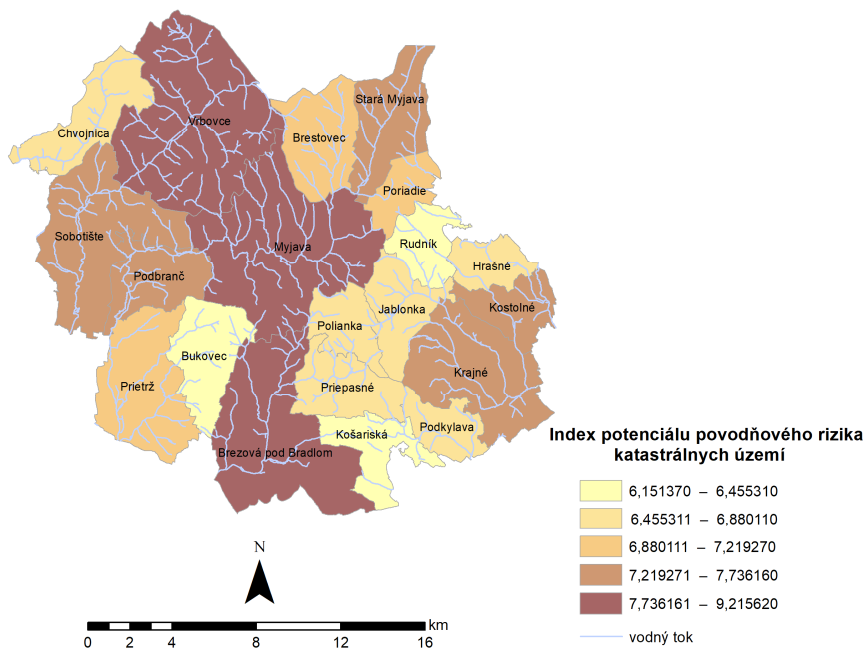 Stará Myjava
Vrbovce
Chvojnica
Brestovec
Poriadie
Sobotište
Myjava
Rudník
Hrašné
Podbranč
Jablonka
Kostolné
Polianka
Bukovec
Krajné
Prietrž
Priepasné
Podkylava
Košariská
Brezová pod Bradlom
Index potenciálu povodňového rizika
katastrálnych území
6,151370 – 6,455310
6.455311 – 6,880110
6,880111 – 7,219270
7,219271 – 7,736160
7,736161 – 9,215620
vodný tok
N
km
0 2 4 8 12 16